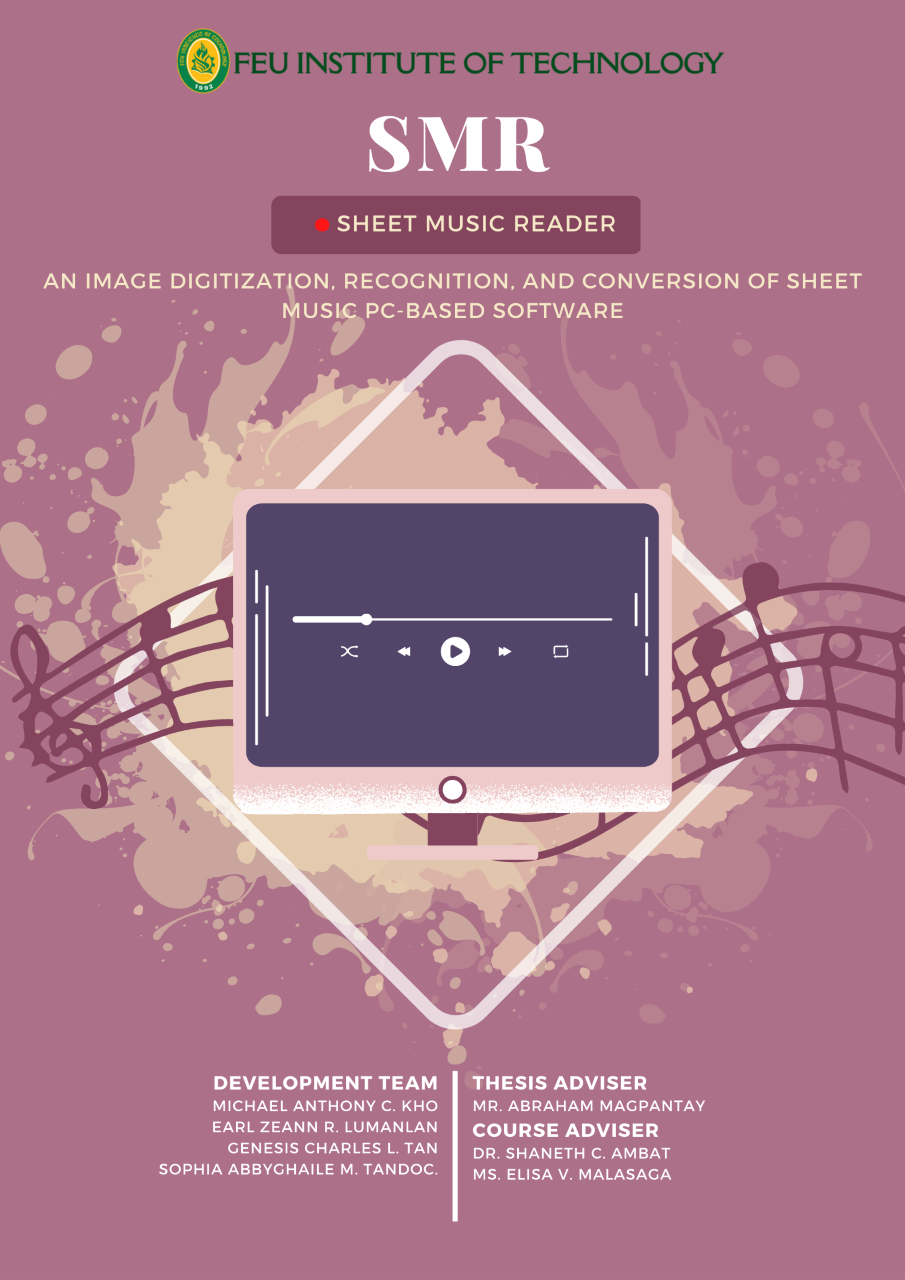 FEU INSTITUTE OF TECHNOLOGY
1992
SMR
SHEET MUSIC READER
AN IMAGE DIGITIZATION, RECOGNITION, AND CONVERSION OF SHEET
MUSIC PC-BASED SOFTWARE
DEVELOPMENT TEAM
MICHAEL ANTHONY C. KHO
EARL ZEANN R. LUMANLAN
GENESIS CHARLES L. TAN
SOPHIA ABBYGHAILE M. TANDOC.
THESIS ADVISER
MR. ABRAHAM MAGPANTAY
COURSE ADVISER
DR. SHANETH C. AMBAT
MS. ELISA V. MALASAGA